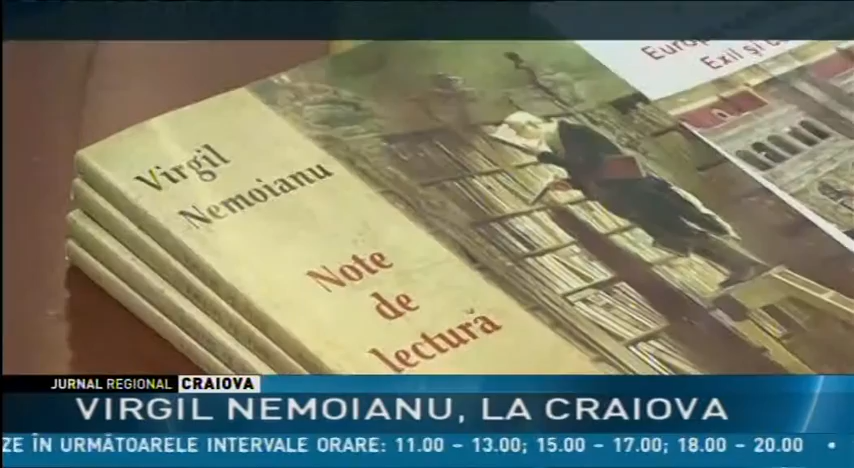 Virgil
Nemoianu
Note
de
lectură
Exil și
JURNAL REGIONAL CRAIOVA
VIRGIL NEMOIANU, LA CRAIOVA
ZE ÎN URMĂTOARELE INTERVALE ORARE: 11.00 - 13.00; 15.00 - 17.00; 18.00 - 20.00 •